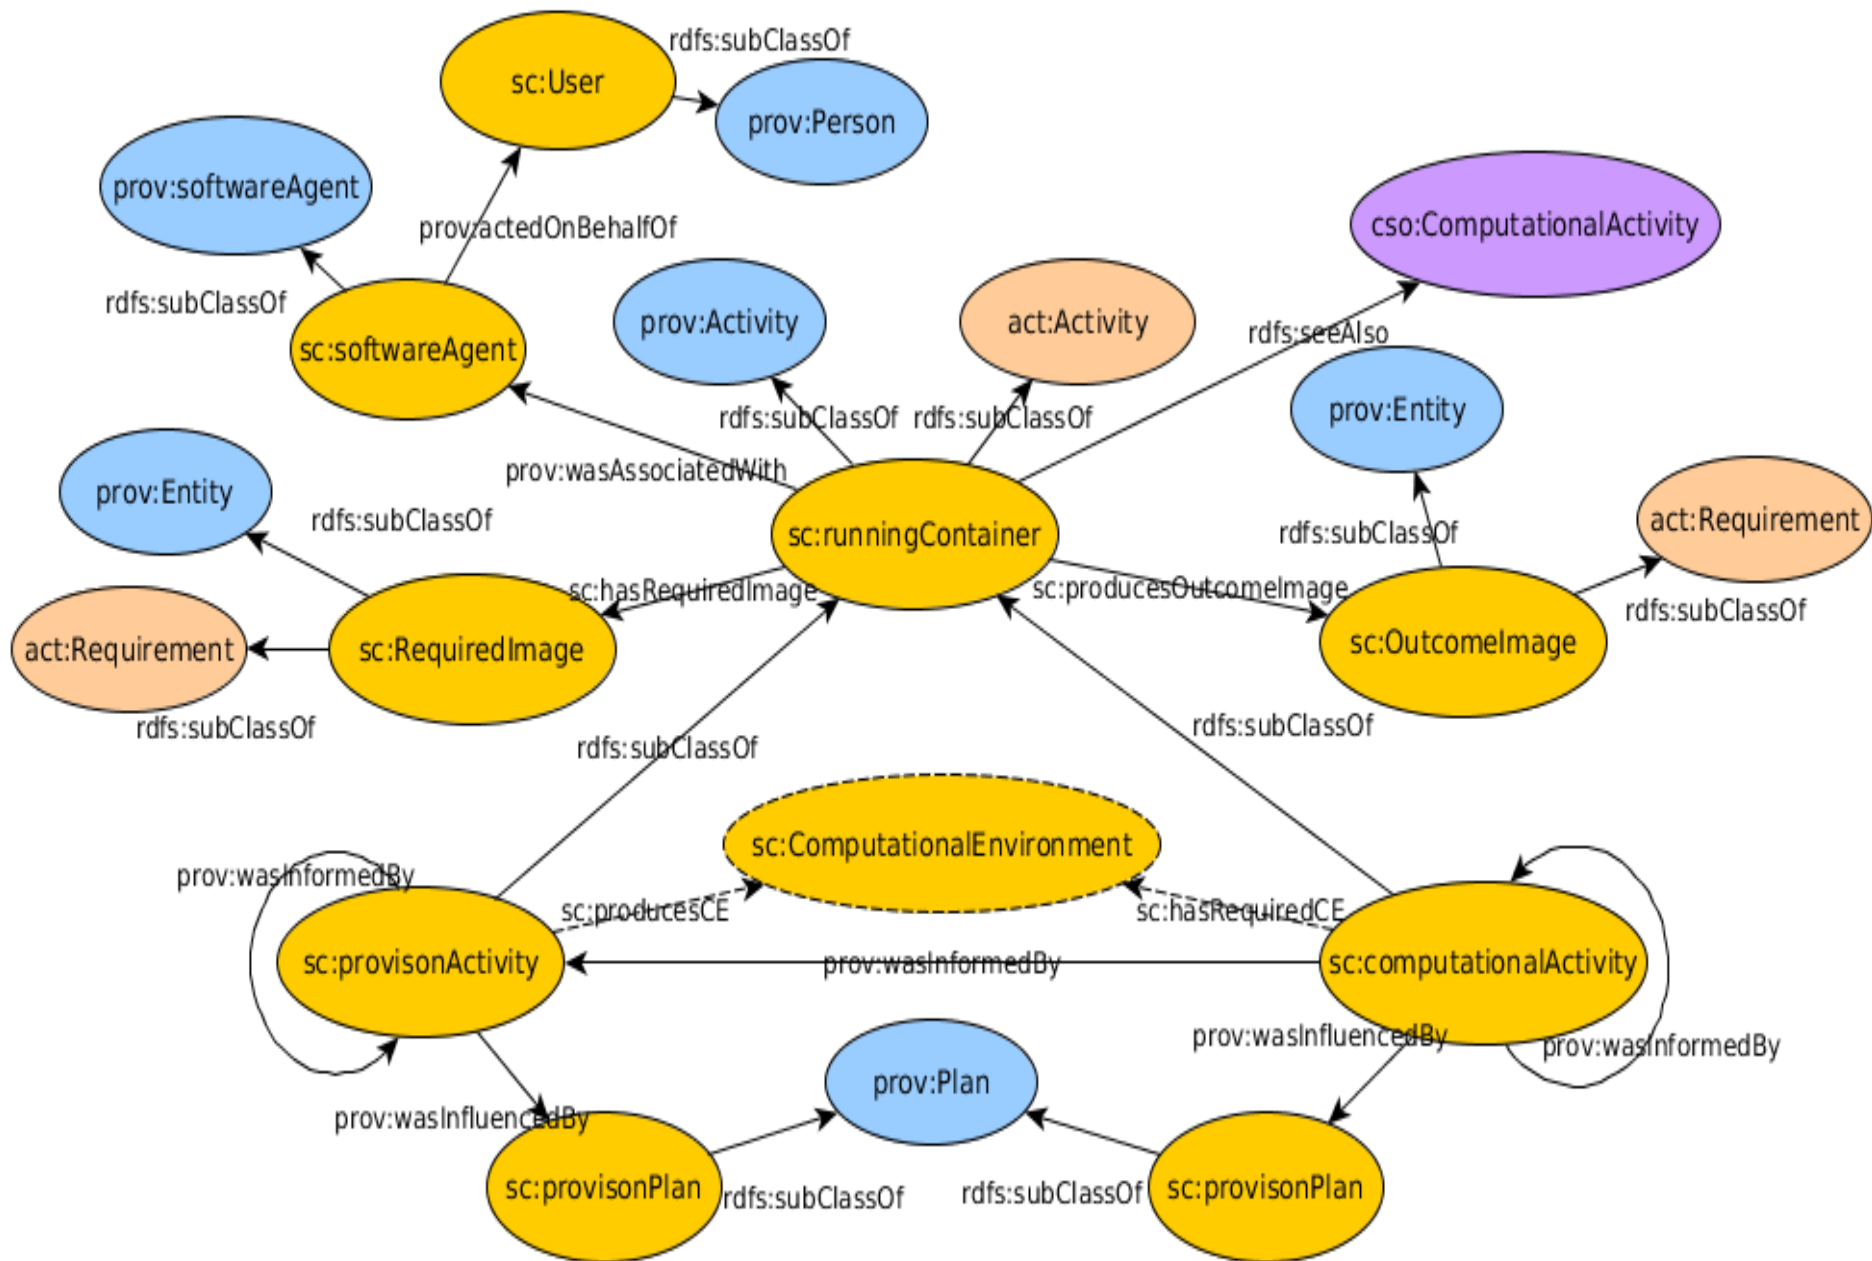 rdfs:subClassOf
sc:User
prov:Person
prov:softwareAgent
prov:actedOnBehalfOf
cso:ComputationalActivity
rdfs:subClassOf
prov:Activity
act:Activity
rdfs:seeAlso
sc:softwareAgent
rdfs:subClassOf
rdfs:subClassOf
prov:Entity
prov:wasAssociatedWith
prov:Entity
rdfs:subClassOf
sc:runningContainer
rdfs:subClassOf
act:Requirement
sc:hasRequiredImage
sc:producesOutcomeImage
rdfs:subClassOf
act:Requirement
sc:RequiredImage
sc:OutcomeImage
rdfs:subClassOf
rdfs:subClassOf
rdfs:subClassOf
sc:ComputationalEnvironment
prov:wasInformedBy
sc:producesCE
sc:hasRequiredCE
sc:provisonActivity
prov:wasInformedBy
sc:computationalActivity
prov:wasInfluencedBy
prov:wasInformedBy
prov:Plan
prov:wasInfluencedBy
sc:provisonPlan
rdfs:subClassOf
rdfs:subClassOf
sc:provisonPlan